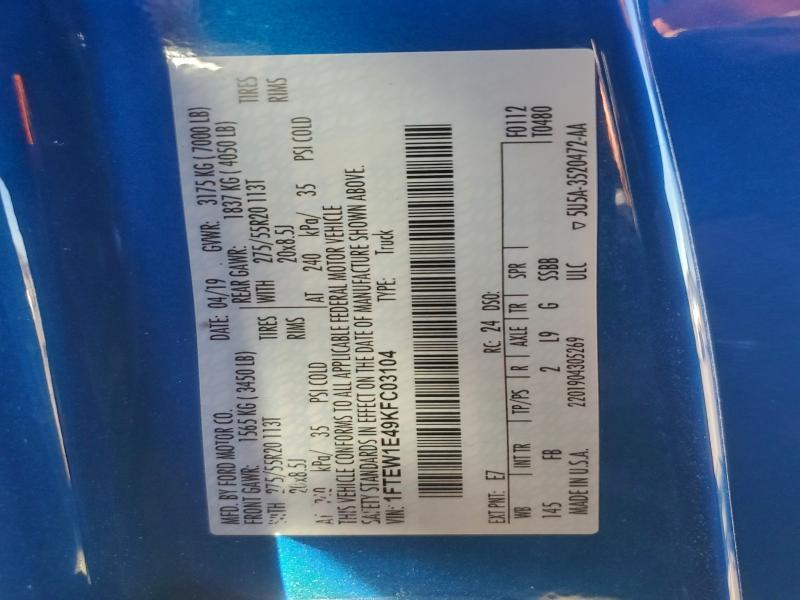 MFD. BY FORD MOTOR CO. DATE: 04/19 GVWR: 3175 KG ( 7000 LB)
FRONT GAWR: 1565 KG ( 3450 LB) REAR GAWR: 1837 KG ( 4050 LB)
WITH 275/55R20 113T TIRES WITH 275/55R20 113T TIRES
20x8.5J RIMS 20x8.5J RIMS
AT 240 kPa/ 35 PSI COLD AT 240 kPa/ 35 PSI COLD
THIS VEHICLE CONFORMS TO ALL APPLICABLE FEDERAL MOTOR VEHICLE
SAFETY STANDARDS IN EFFECT ON THE DATE OF MANUFACTURE SHOWN ABOVE.
VIN: 1FTEW1E49KFC03104 TYPE: Truck
EXT PNT: E7 RC: 24 DSO: F0112
WB INT TR TP/PS R AXLE TR SPR T0480
145 FB 2 L9 G SSBB
MADE IN U.S.A. 2201904305269 ULC ▽ 5U5A-3520472-AA